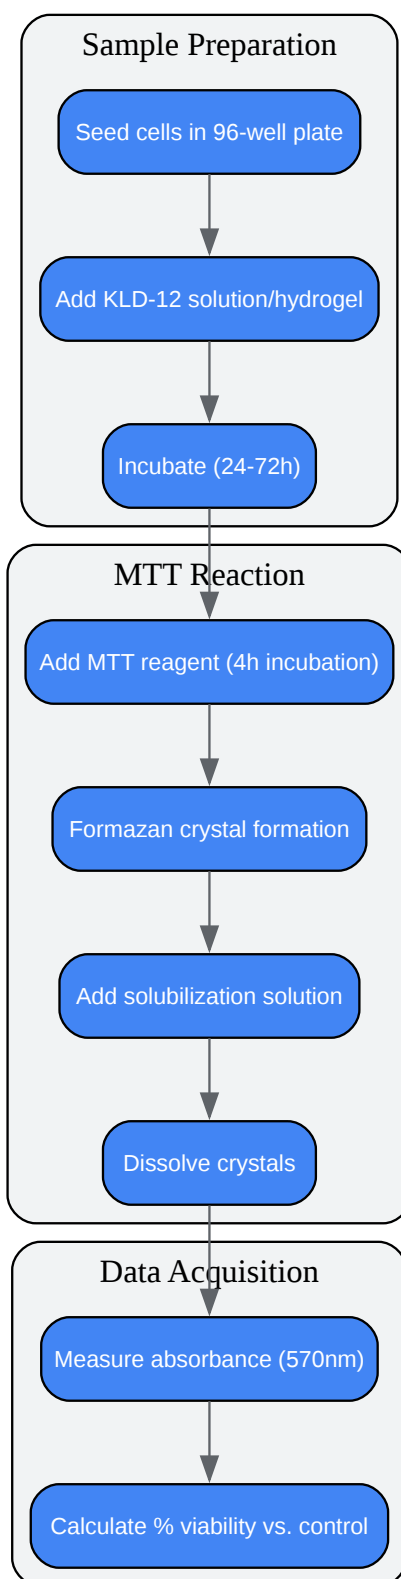 Sample Preparation
Seed cells in 96-well plate
Add KLD-12 solution/hydrogel
Incubate (24-72h)
MTT Reaction
Add MTT reagent (4h incubation)
Formazan crystal formation
Add solubilization solution
Dissolve crystals
Data Acquisition
Measure absorbance (570nm)
Calculate % viability vs. control